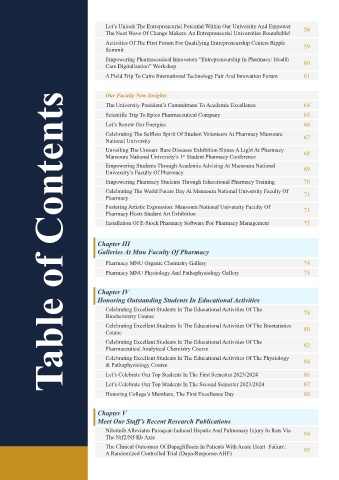 Table of Contents
Let's Unlock The Entrepreneurial Potential Within Our University And Empower
The Next Wave Of Change Makers. An Entrepreneurial Universities Roundtable! 58
Activities Of The First Forum For Qualifying Entrepreneurship Centers Ripple
Summit 59
Empowering Pharmaceutical Innovators "Entrepreneurship In Pharmacy: Health
Care Digitalization" Workshop 60
A Field Trip To Cairo International Technology Fair And Innovation Forum 61
Our Faculty New Insights
The University President's Commitment To Academic Excellence 64
Scientific Trip To Epico Pharmaceutical Company 65
Let's Renew Our Energies 66
Celebrating The Selfless Spirit Of Student Volunteers At Pharmacy Mansoura
National University 67
Unveiling The Unseen: Rare Diseases Exhibition Shines A Light At Pharmacy
Mansoura National University's 1st Student Pharmacy Conference 68
Empowering Students Through Academic Advising At Mansoura National
University's Faculty Of Pharmacy 69
Empowering Pharmacy Students Through Educational Pharmacy Training 70
Celebrating The World Future Day At Mansoura National University Faculty Of
Pharmacy 71
Fostering Artistic Expression: Mansoura National University Faculty Of
Pharmacy Hosts Student Art Exhibition 71
Installation Of E-Stock Pharmacy Software For Pharmacy Management 71
Chapter III
Galleries At Mnu Faculty Of Pharmacy
Pharmacy MNU Organic Chemistry Gallery 74
Pharmacy MNU Physiology And Pathophysiology Gallery 75
Chapter IV
Honoring Outstanding Students In Educational Activities
Celebrating Excellent Students In The Educational Activities Of The
Biochemistry Course 78
Celebrating Excellent Students In The Educational Activities Of The Biostatistics
Course 80
Celebrating Excellent Students In The Educational Activities Of The
Pharmaceutical Analytical Chemistry Course 82
Celebrating Excellent Students In The Educational Activities Of The Physiology
& Pathophysiology Course 84
Let's Celebrate Our Top Students In The First Semester 2023/2024 86
Let's Celebrate Our Top Students In The Second Semester 2023/2024 87
Honoring College's Members, The First Excellence Day 88
Chapter V
Meet Our Staff's Recent Research Publications
Nilotinib Alleviates Paraquat-Induced Hepatic And Pulmonary Injury In Rats Via
The Nrf2/Nf-Kb Axis 94
The Clinical Outcomes Of Dapagliflozin In Patients With Acute Heart Failure:
A Randomized Controlled Trial (Dapa-Response-AHF) 95